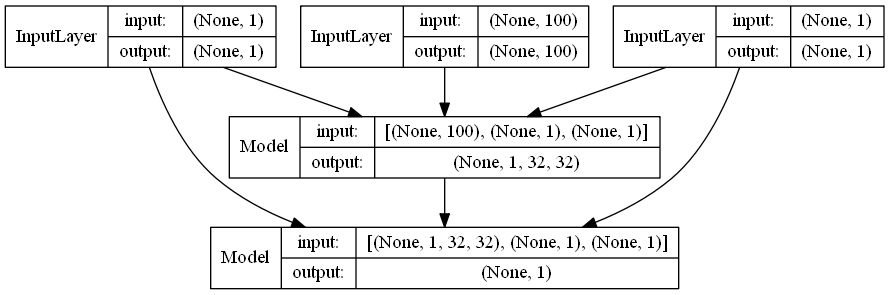 InputLayer
input: (None, 1)
output: (None, 1)
InputLayer
input: (None, 100)
output: (None, 100)
InputLayer
input: (None, 1)
output: (None, 1)
Model
input: [(None, 100), (None, 1), (None, 1)]
output: (None, 1, 32, 32)
Model
input: [(None, 1, 32, 32), (None, 1), (None, 1)]
output: (None, 1)